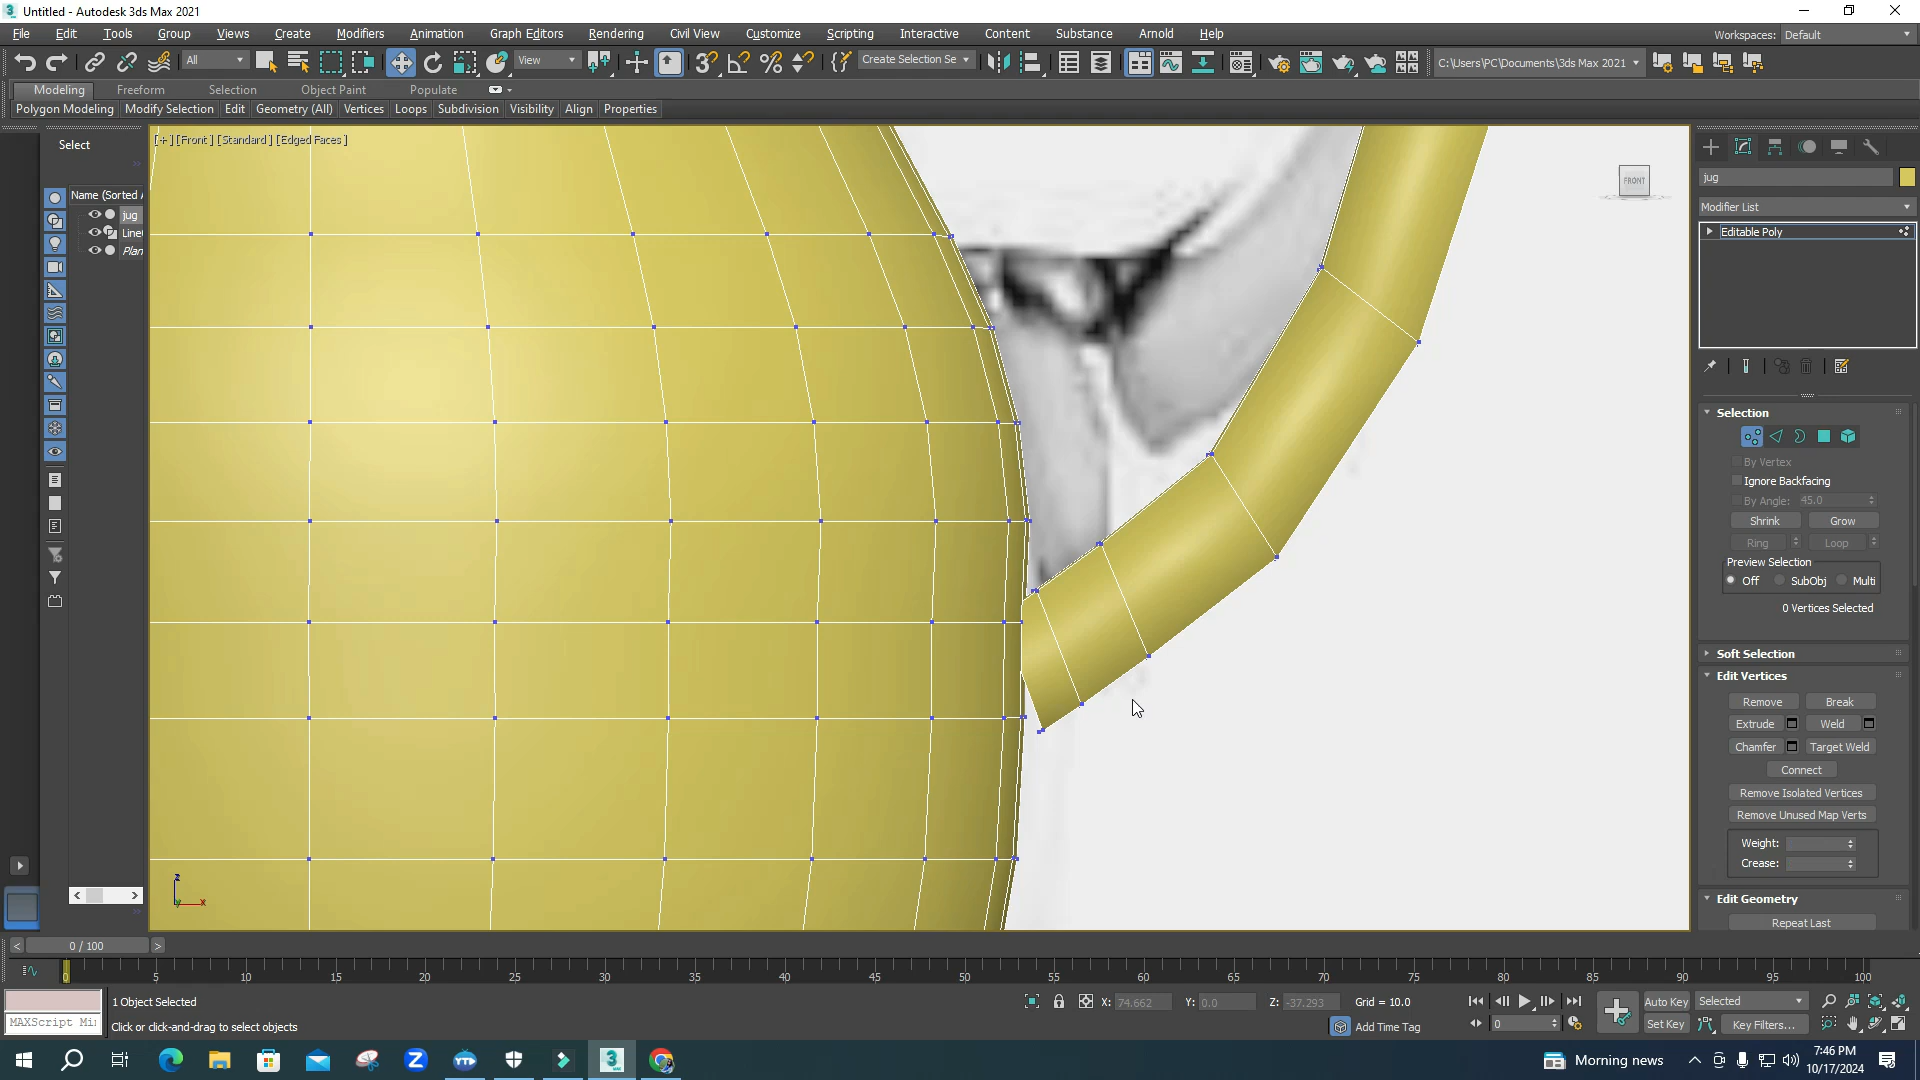 Untitled - Autodesk 3ds Max 2021
File Edit Tools Group Views Create Modifiers Animation Graph Editors Rendering Civil View Customize Scripting Interactive Content Substance Arnold Help
Workspaces: Default
All View Create Selection Se C:\Users\PC\Documents\3ds Max 2021
Modeling Freeform Selection Object Paint Populate
Polygon Modeling Modify Selection Edit Geometry (All) Vertices Loops Subdivision Visibility Align Properties
Select
Name (Sorted A
jug
Line
Plan
[ + ] [Front ] [Standard ] [Edged Faces ]
FRONT
z
y
x
jug
Modifier List
Editable Poly
Selection
By Vertex
Ignore Backfacing
By Angle: 45.0
Shrink Grow
Ring Loop
Preview Selection
Off SubObj Multi
0 Vertices Selected
Soft Selection
Edit Vertices
Remove Break
Extrude Weld
Chamfer Target Weld
Connect
Remove Isolated Vertices
Remove Unused Map Verts
Weight:
Crease:
Edit Geometry
Repeat Last
0 / 100
0 5 10 15 20 25 30 35 40 45 50 55 60 65 70 75 80 85 90 95 100
1 Object Selected
X: 74.662 Y: 0.0 Z: -37.293 Grid = 10.0
Auto Key Selected
MAXScript Mi
Click or click-and-drag to select objects
Add Time Tag
0
Set Key Key Filters...
Morning news
7:46 PM
10/17/2024